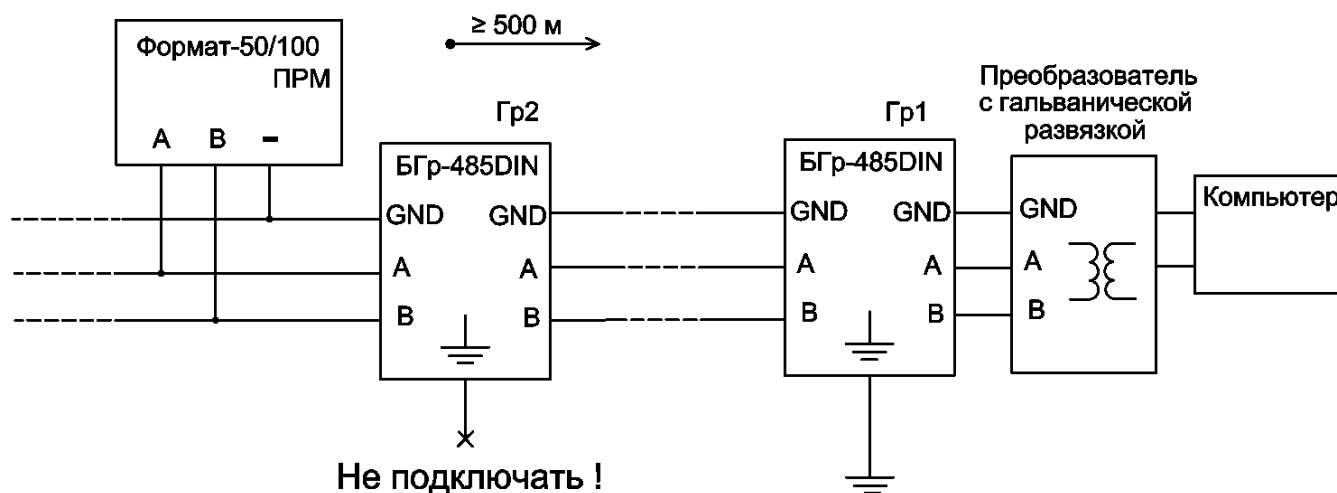 Формат-50/100
ПРМ
A B -
≥ 500 м
Гр2
БГр-485DIN
GND GND
A A
B B
Не подключать !
Гр1
БГр-485DIN
GND GND
A A
B B
Преобразователь
с гальванической
развязкой
GND
A
B
Компьютер